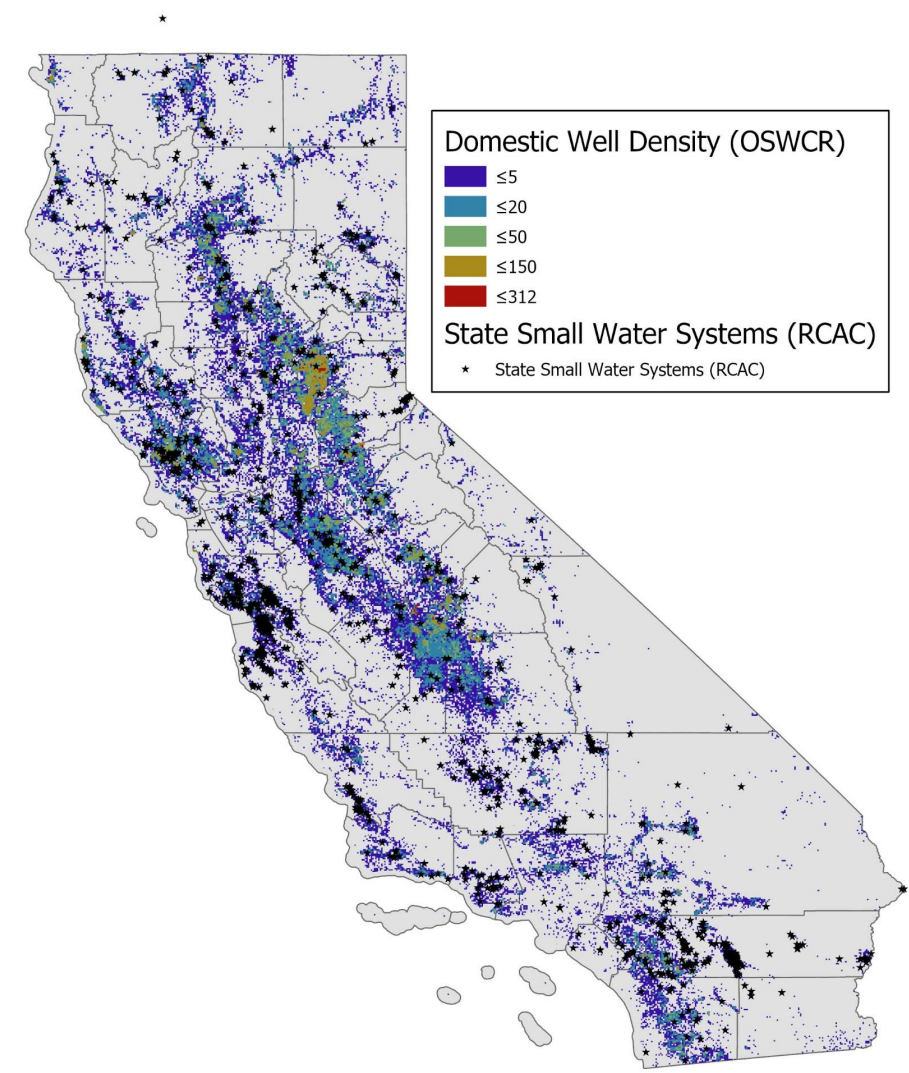 Domestic Well Density (OSWCR)
≤5
≤20
≤50
≤150
≤312
State Small Water Systems (RCAC)
State Small Water Systems (RCAC)